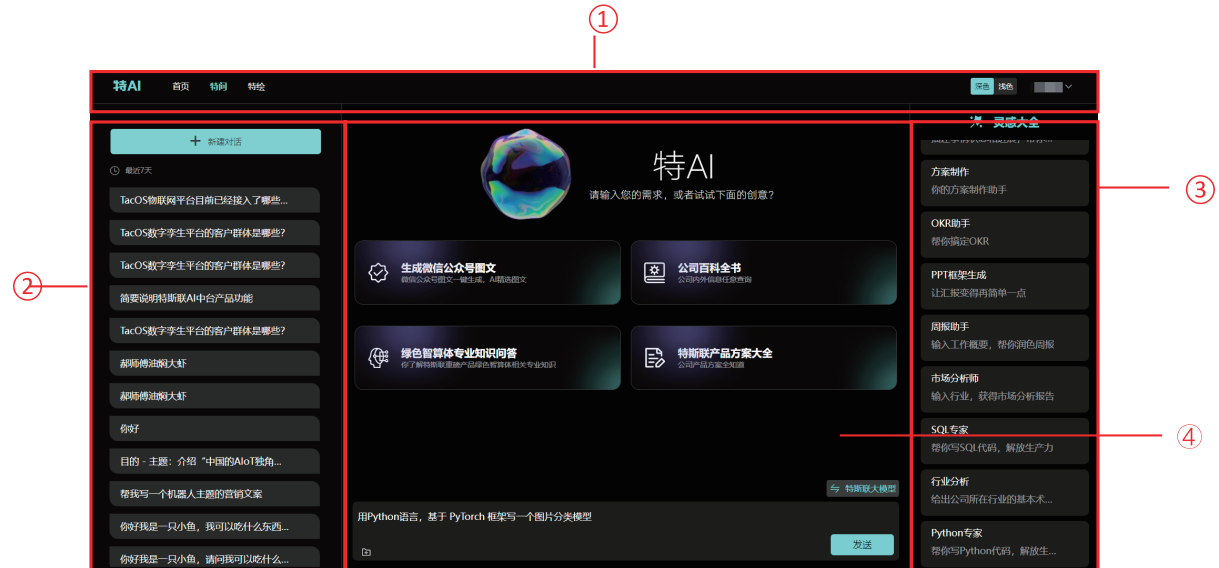 ①
特AI 首页 特问 特绘 深色 浅色
②
新建对话
最近7天
TacOS物联网平台目前已经接入了哪些...
TacOS数字孪生平台的客户群体是哪些?
TacOS数字孪生平台的客户群体是哪些?
简要说明特斯联AI中台产品功能
TacOS数字孪生平台的客户群体是哪些?
郝师傅油焖大虾
郝师傅油焖大虾
你好
目的 - 主题：介绍“中国的AIoT独角...
帮我写一个机器人主题的营销文案
你好我是一只小鱼，我可以吃什么东西...
你好我是一只小鱼，请问我可以吃什么...
特AI
请输入您的需求，或者试试下面的创意?
生成微信公众号图文
微信公众号图文一键生成，AI精选图文
公司百科全书
公司内外信息任意查询
绿色智算体专业知识问答
你了解特斯联重磅产品绿色智算体相关专业知识
特斯联产品方案大全
公司产品方案全知道
特斯联大模型
用Python语言，基于 PyTorch 框架写一个图片分类模型
发送
③
灵感大全
方案制作
你的方案制作助手
OKR助手
帮你搞定OKR
PPT框架生成
让汇报变得再简单一点
周报助手
输入工作概要，帮你润色周报
市场分析师
输入行业，获得市场分析报告
SQL专家
帮你写SQL代码，解放生产力
行业分析
给出公司所在行业的基本术...
Python专家
帮你写Python代码，解放生...
④